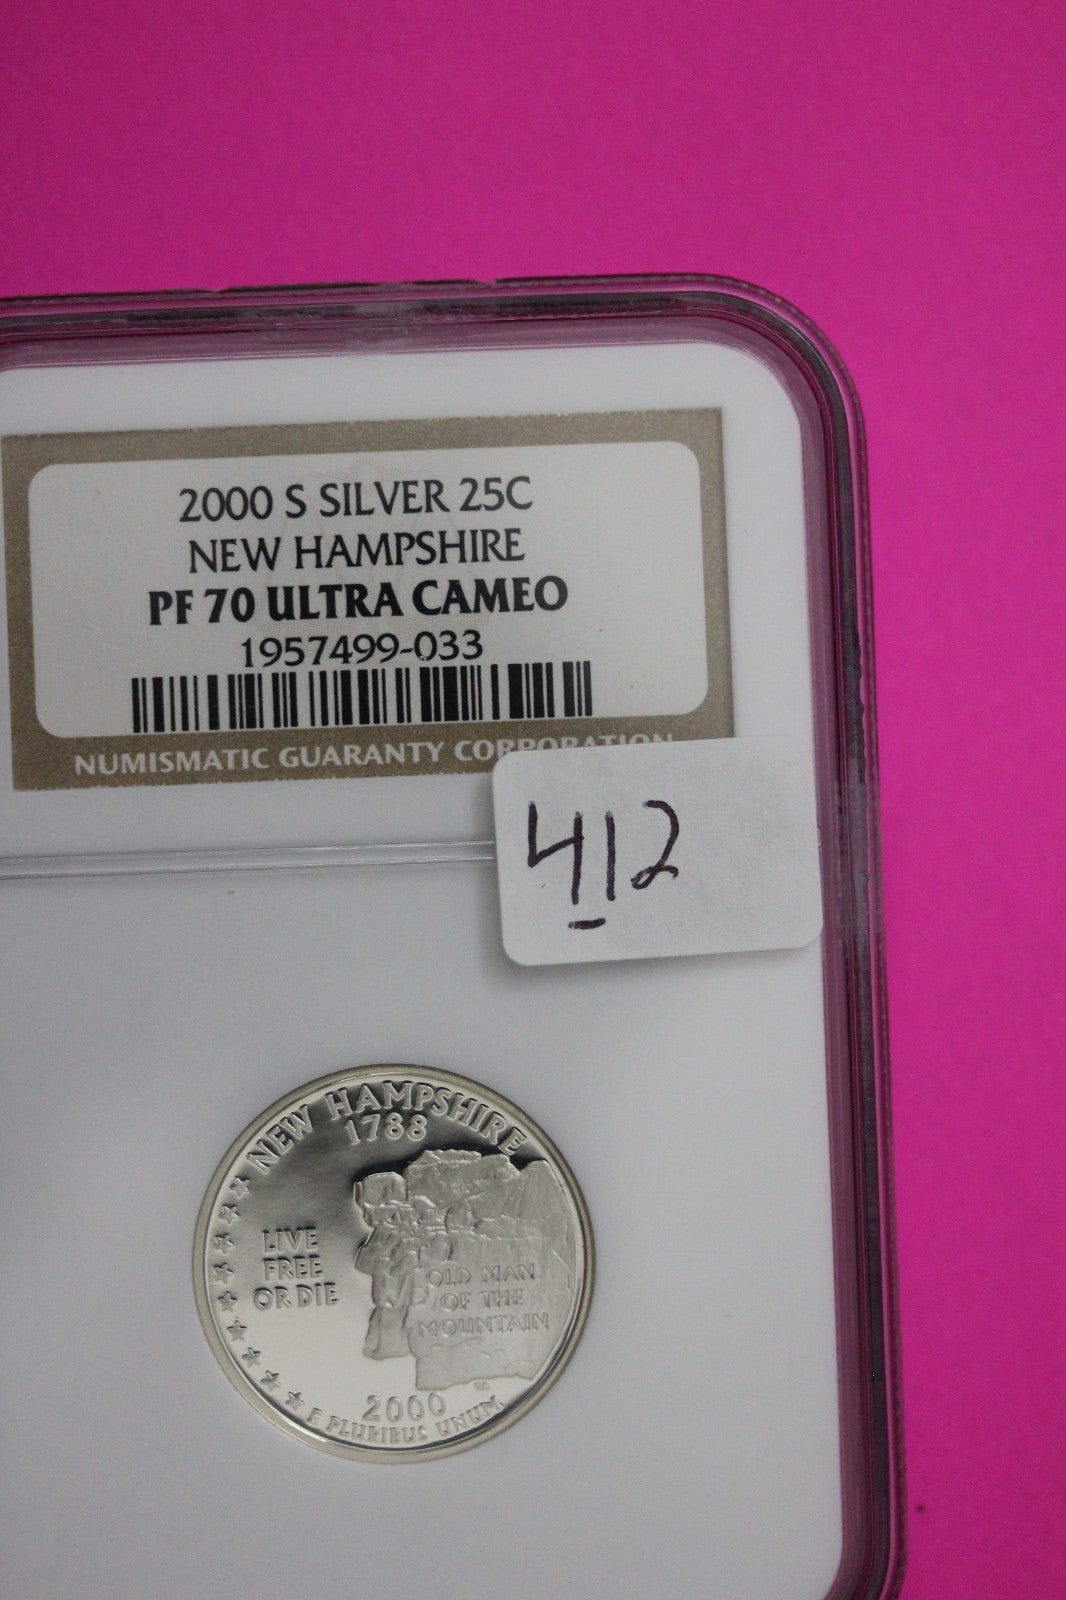 2000 S SILVER 25C
NEW HAMPSHIRE
PF 70 ULTRA CAMEO
1957499-033
NUMISMATIC GUARANTY CORPORATION
412
NEW HAMPSHIRE
1788
LIVE
FREE
OR DIE
OLD MAN
OF THE
MOUNTAIN
2000
E PLURIBUS UNUM